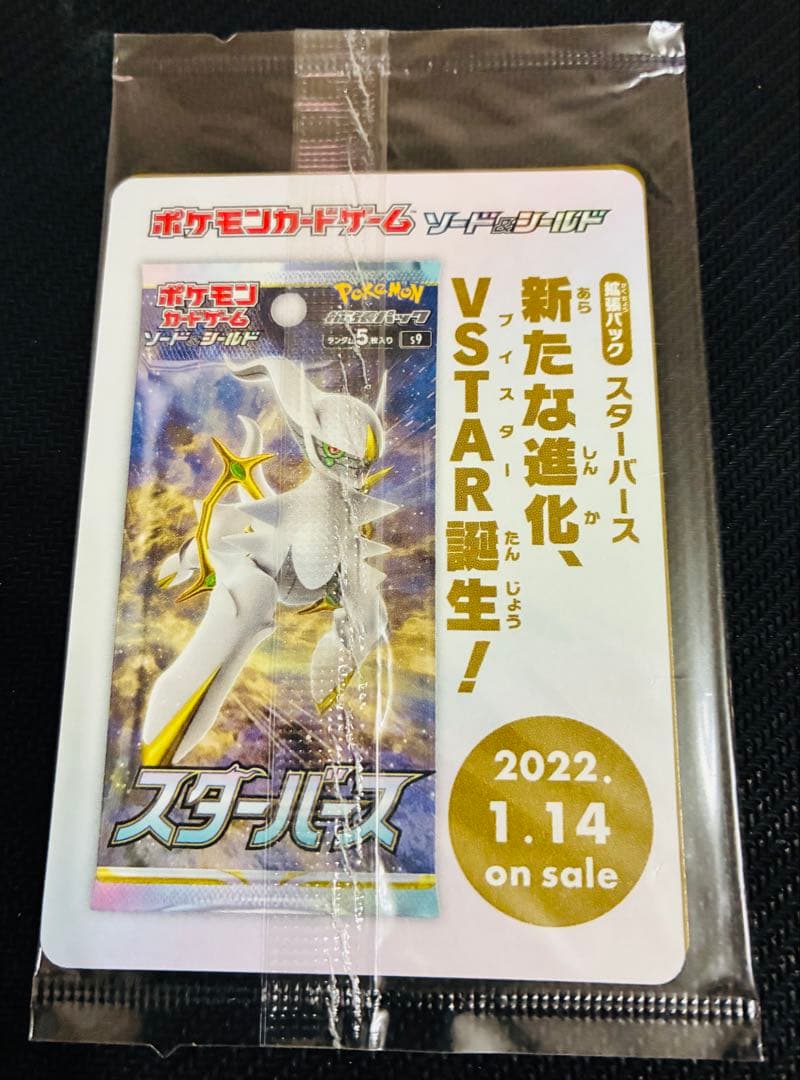 ポケモンカードゲーム ソード&シールド
拡張パック
かくちょう
スターバース
新たな進化、
あら
しん か
VSTAR誕生!
ブイスター
たん じょう
ポケモン
カードゲーム
ソード&シールド
POKÉMON
拡張パック
ランダム5枚入り
S9
スターバース
2022.
1.14
on sale